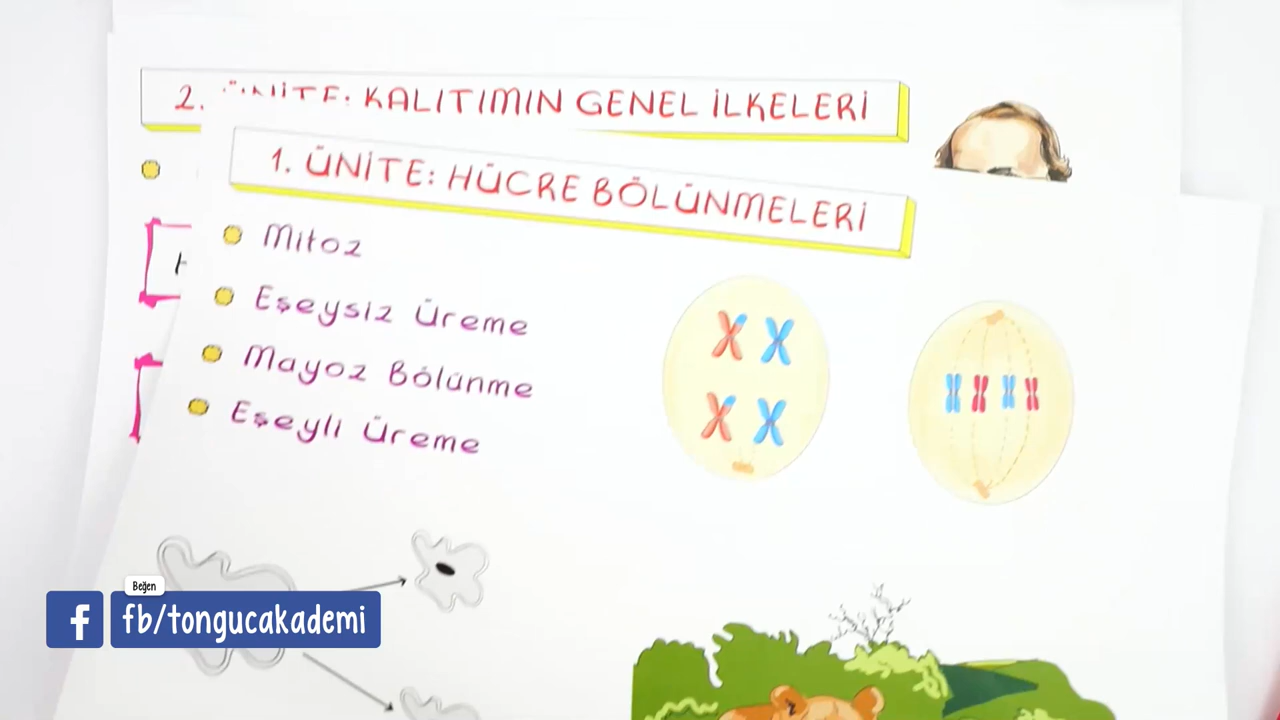 2. ÜNİTE: KALITIMIN GENEL İLKELERİ
1. ÜNİTE: HÜCRE BÖLÜNMELERİ
Mitoz
Eşeysiz Üreme
Mayoz Bölünme
Eşeyli Üreme
Beğen
f fb/tongucakademi